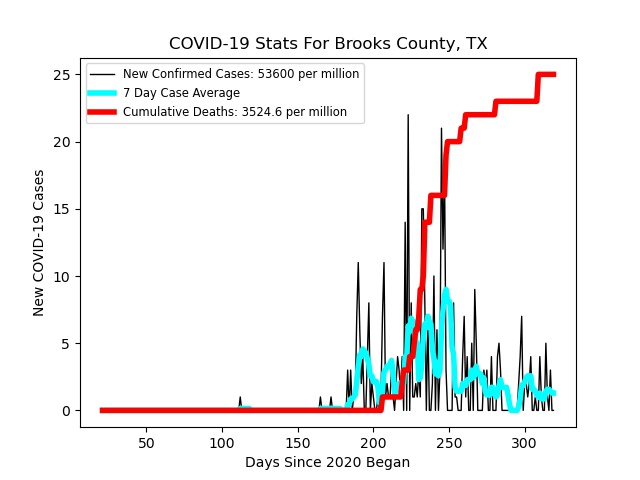 COVID-19 Stats For Brooks County, TX
New Confirmed Cases: 53600 per million
7 Day Case Average
Cumulative Deaths: 3524.6 per million
New COVID-19 Cases
25
20
15
10
5
0
50
100
150
200
250
300
Days Since 2020 Began